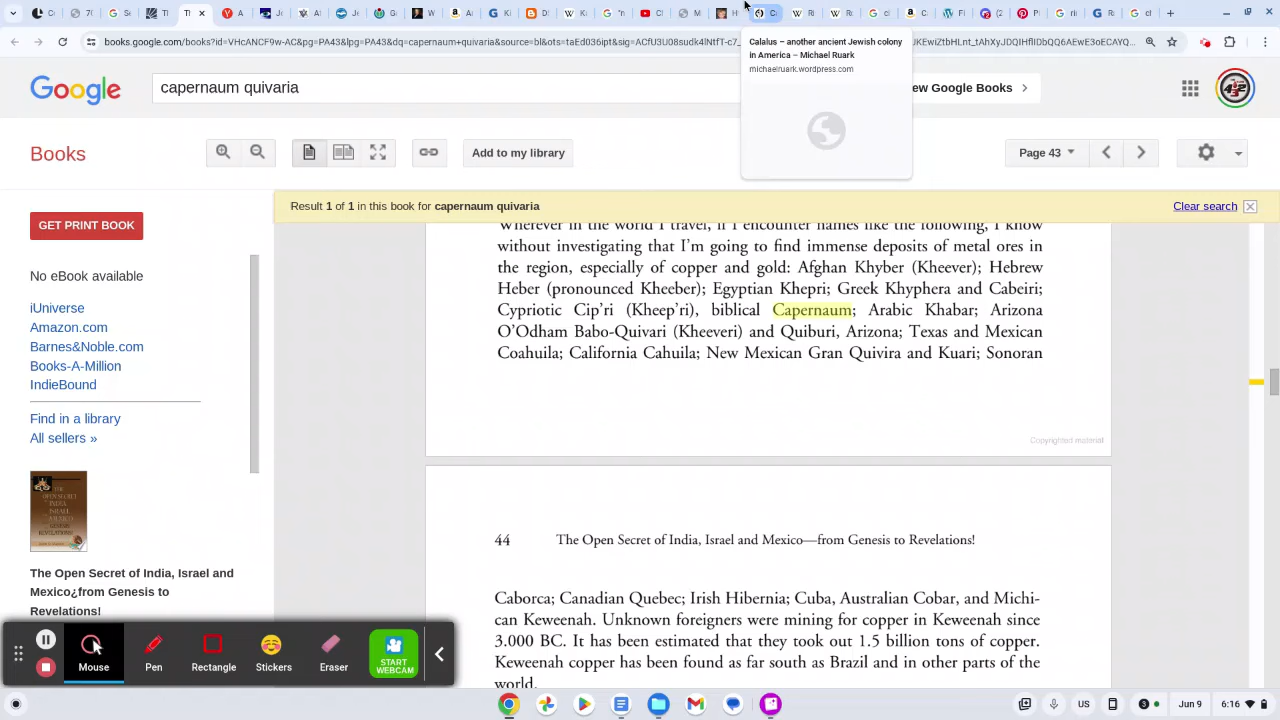 Calalus – another ancient Jewish colony
in America – Michael Ruark
michaelruark.wordpress.com
Google
capernaum quivaria
ew Google Books
Books
Add to my library
Page 43
Result 1 of 1 in this book for capernaum quivaria
Clear search
GET PRINT BOOK
No eBook available
iUniverse
Amazon.com
Barnes&Noble.com
Books-A-Million
IndieBound
Find in a library
All sellers »
The Open Secret of India, Israel and
Mexico¿from Genesis to
Revelations!
Wherever in the world I travel, if I encounter names like the following, I know
without investigating that I'm going to find immense deposits of metal ores in
the region, especially of copper and gold: Afghan Khyber (Kheever); Hebrew
Heber (pronounced Kheeber); Egyptian Khepri; Greek Khyphera and Cabeiri;
Cypriotic Cip'ri (Kheep'ri), biblical Capernaum; Arabic Khabar; Arizona
O'Odham Babo-Quivari (Kheeveri) and Quiburi, Arizona; Texas and Mexican
Coahuila; California Cahuila; New Mexican Gran Quivira and Kuari; Sonoran
Copyrighted material
44 The Open Secret of India, Israel and Mexico—from Genesis to Revelations!
Caborca; Canadian Quebec; Irish Hibernia; Cuba, Australian Cobar, and Michi-
can Keweenah. Unknown foreigners were mining for copper in Keweenah since
3.000 BC. It has been estimated that they took out 1.5 billion tons of copper.
Keweenah copper has been found as far south as Brazil and in other parts of the
world.
Mouse
Pen
Rectangle
Stickers
Eraser
START
WEBCAM
US
3
Jun 9
6:16